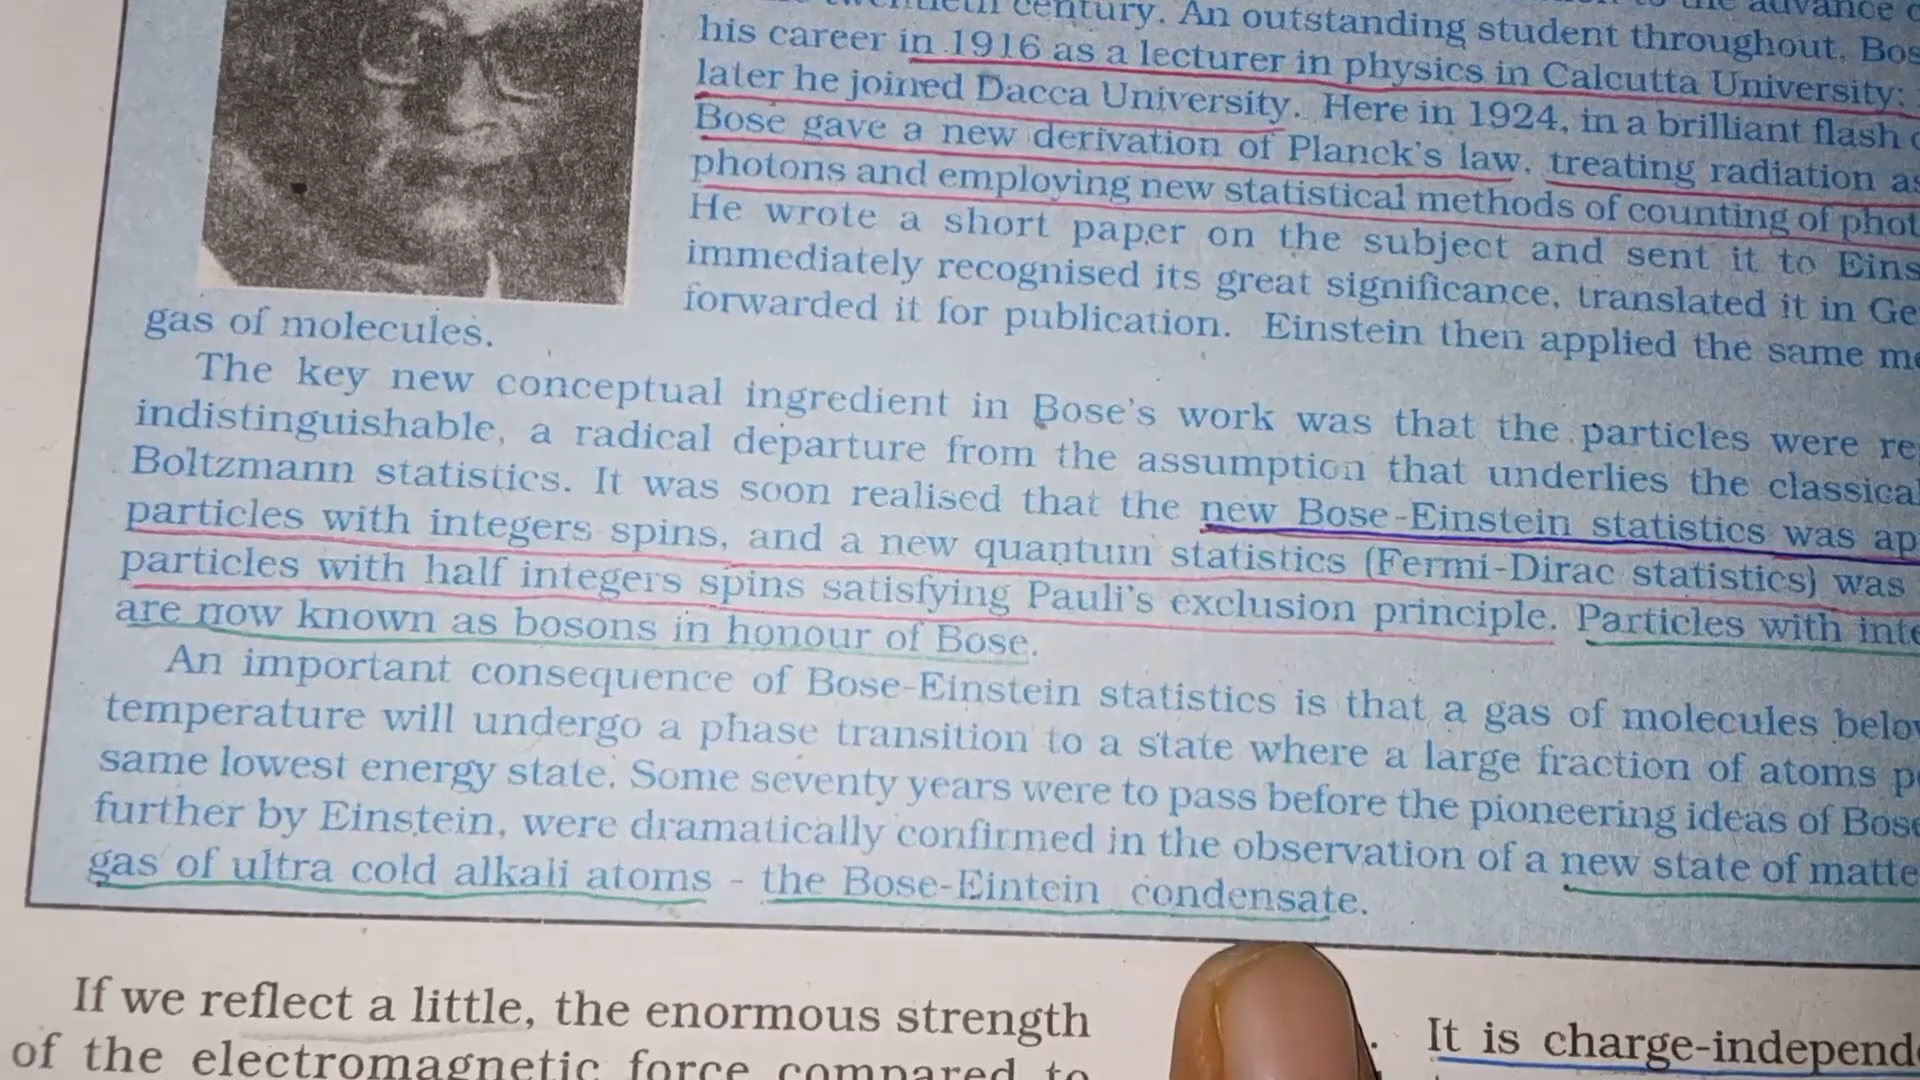 twentieth century. An outstanding student throughout, Bos
his career in 1916 as a lecturer in physics in Calcutta University;
later he joined Dacca University. Here in 1924, in a brilliant flash
Bose gave a new derivation of Planck's law, treating radiation as
photons and employing new statistical methods of counting of phot
He wrote a short paper on the subject and sent it to Eins
immediately recognised its great significance, translated it in Ge
forwarded it for publication. Einstein then applied the same me
gas of molecules.
The key new conceptual ingredient in Bose's work was that the particles were re
indistinguishable, a radical departure from the assumption that underlies the classical
Boltzmann statistics. It was soon realised that the new Bose-Einstein statistics was ap
particles with integers spins, and a new quantum statistics (Fermi-Dirac statistics) was
particles with half integers spins satisfying Pauli's exclusion principle. Particles with inte
are now known as bosons in honour of Bose.
An important consequence of Bose-Einstein statistics is that a gas of molecules belo
temperature will undergo a phase transition to a state where a large fraction of atoms p
same lowest energy state. Some seventy years were to pass before the pioneering ideas of Bose
further by Einstein, were dramatically confirmed in the observation of a new state of matte
gas of ultra cold alkali atoms - the Bose-Eintein condensate.
If we reflect a little, the enormous strength
of the electromagnetic force compared to
It is charge-independ